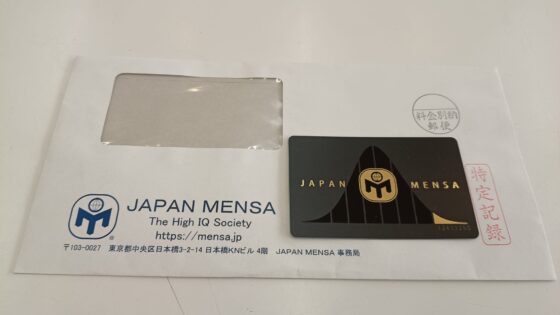 料金別納
郵便
特定記録
JAPAN MENSA
JAPAN MENSA
The High IQ Society
https://mensa.jp
〒103-0027 東京都中央区日本橋3-2-14 日本橋KNビル 4階 JAPAN MENSA 事務局